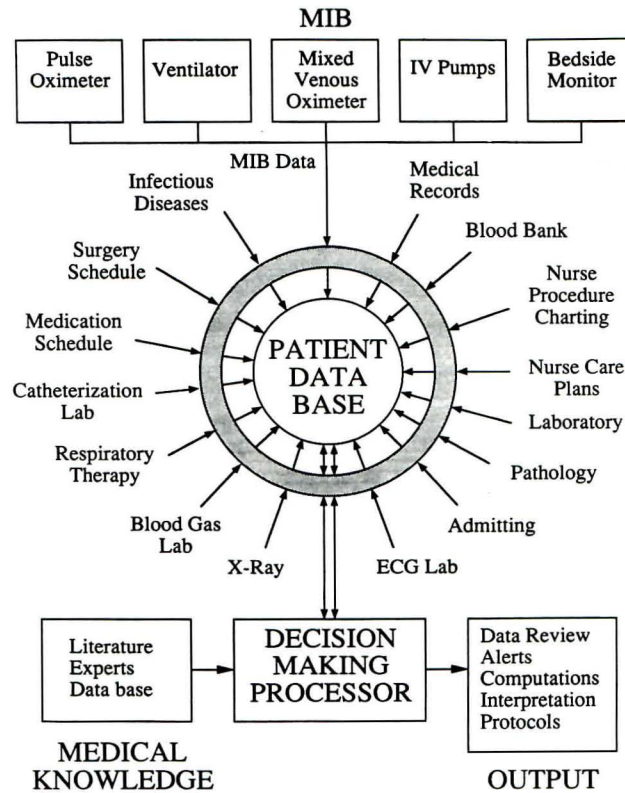 MIB
Pulse
Oximeter
Ventilator
Mixed
Venous
Oximeter
IV Pumps
Bedside
Monitor
MIB Data
Infectious
Diseases
Medical
Records
Surgery
Schedule
Blood Bank
Medication
Schedule
Nurse
Procedure
Charting
Catheterization
Lab
Nurse Care
Plans
Respiratory
Therapy
Laboratory
Blood Gas
Lab
Pathology
X-Ray
ECG Lab
Admitting
PATIENT
DATA
BASE
Literature
Experts
Data base
MEDICAL
KNOWLEDGE
DECISION
MAKING
PROCESSOR
Data Review
Alerts
Computations
Interpretation
Protocols
OUTPUT